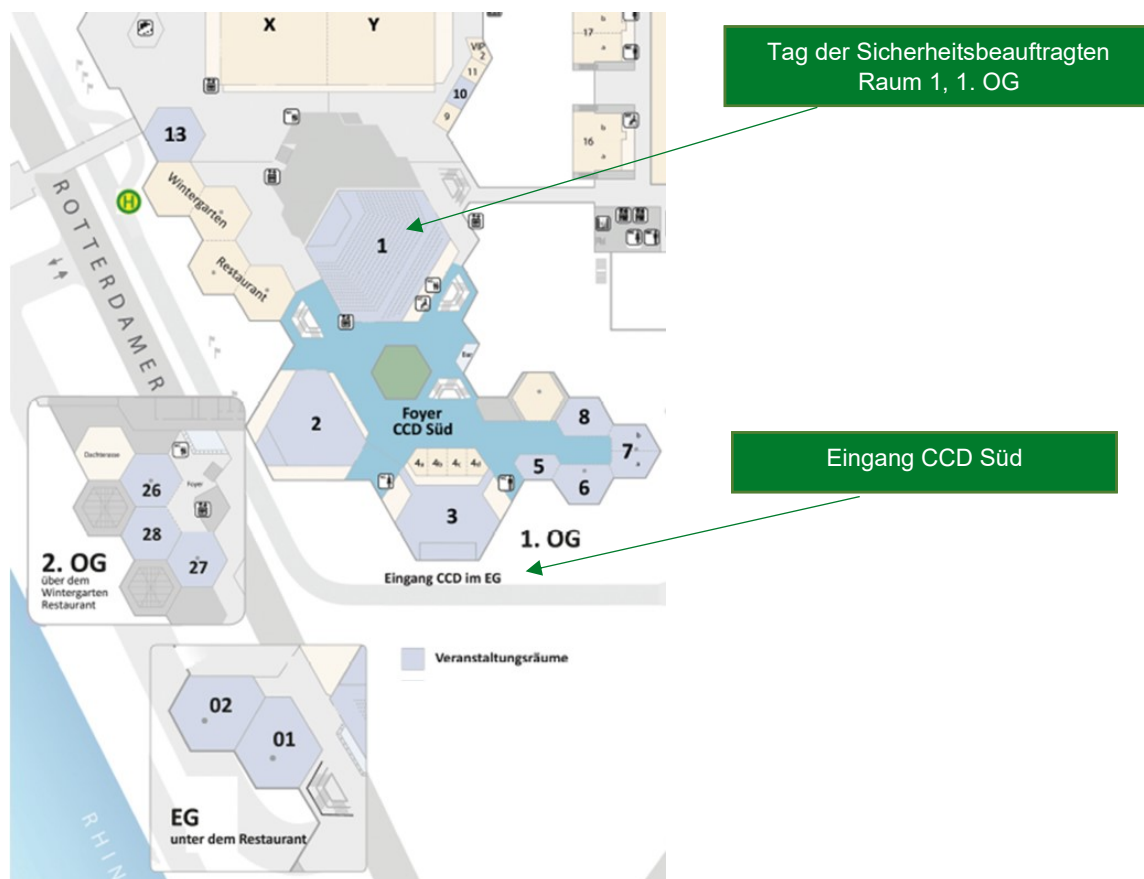 X
Y
17
b
a
VIP
2
11
10
9
16
b
a
Tag der Sicherheitsbeauftragten
Raum 1, 1. OG
13
Wintergarten
H
ROTTERDAMER
1
Restaurant
Bar
2
Foyer
CCD Süd
8
7
b
a
4a 4b 4c 4d
5
6
3
1. OG
Eingang CCD im EG
Eingang CCD Süd
Dachterasse
26
Foyer
28
27
2. OG
über dem
Wintergarten
Restaurant
Veranstaltungsräume
02
01
EG
unter dem Restaurant
RHIN